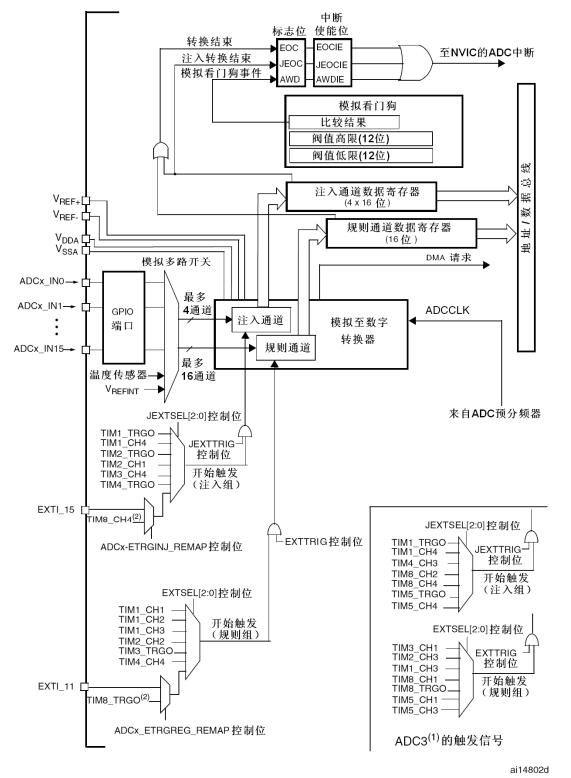 标志位
中断
使能位
转换结束
注入转换结束
模拟看门狗事件
EOC
JEOC
AWD
EOCIE
JEOCIE
AWDIE
至NVIC的ADC中断
模拟看门狗
比较结果
阀值高限(12位)
阀值低限(12位)
地址/数据总线
注入通道数据寄存器
(4 x 16 位)
规则通道数据寄存器
(16 位)
DMA 请求
VREF+
VREF-
VDDA
VSSA
模拟多路开关
ADCx_IN0
ADCx_IN1
ADCx_IN15
GPIO
端口
最多
4通道
注入通道
规则通道
模拟至数字
转换器
ADCCLK
最多
16通道
温度传感器
VREFINT
来自ADC预分频器
JEXTSEL[2:0]控制位
TIM1_TRGO
TIM1_CH4
TIM2_TRGO
TIM2_CH1
TIM3_CH4
TIM4_TRGO
JEXTTRIG
控制位
开始触发
(注入组)
EXTI_15
TIM8_CH4(2)
ADCx-ETRGINJ_REMAP控制位
EXTTRIG控制位
EXTSEL[2:0]控制位
TIM1_CH1
TIM1_CH2
TIM1_CH3
TIM2_CH2
TIM3_TRGO
TIM4_CH4
开始触发
(规则组)
EXTI_11
TIM8_TRGO(2)
ADCx_ETRGREG_REMAP 控制位
JEXTSEL[2:0]控制位
TIM1_TRGO
TIM1_CH4
TIM4_CH3
TIM8_CH2
TIM8_CH4
TIM5_TRGO
TIM5_CH4
JEXTTRIG
控制位
开始触发
(注入组)
EXTSEL[2:0]控制位
TIM3_CH1
TIM2_CH3
TIM1_CH3
TIM8_CH1
TIM8_TRGO
TIM5_CH1
TIM5_CH3
EXTTRIG
控制位
开始触发
(规则组)
ADC3(1) 的触发信号
ai14802d